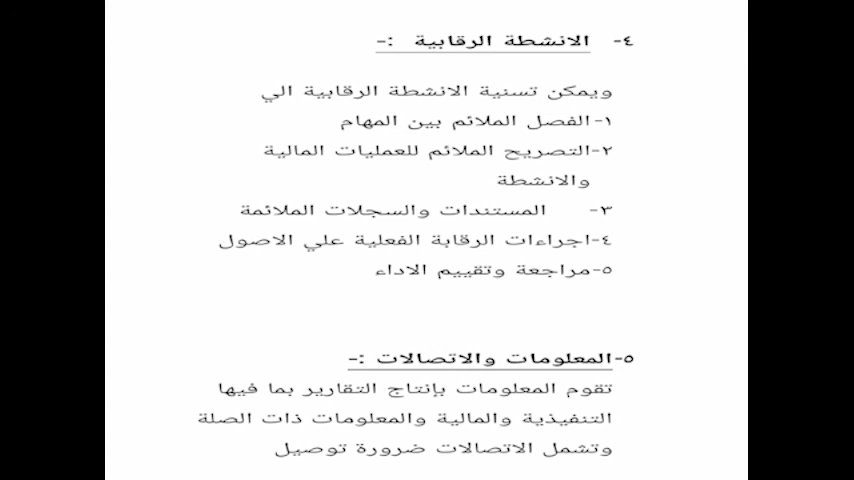 ٤- الانشطة الرقابية :-
ويمكن تسنية الانشطة الرقابية الي
١-الفصل الملائم بين المهام
٢-التصريح الملائم للعمليات المالية
والانشطة
٣- المستندات والسجلات الملائمة
٤-اجراءات الرقابة الفعلية علي الاصول
٥-مراجعة وتقييم الاداء
٥-المعلومات والاتصالات :-
تقوم المعلومات بإنتاج التقارير بما فيها
التنفيذية والمالية والمعلومات ذات الصلة
وتشمل الاتصالات ضرورة توصيل